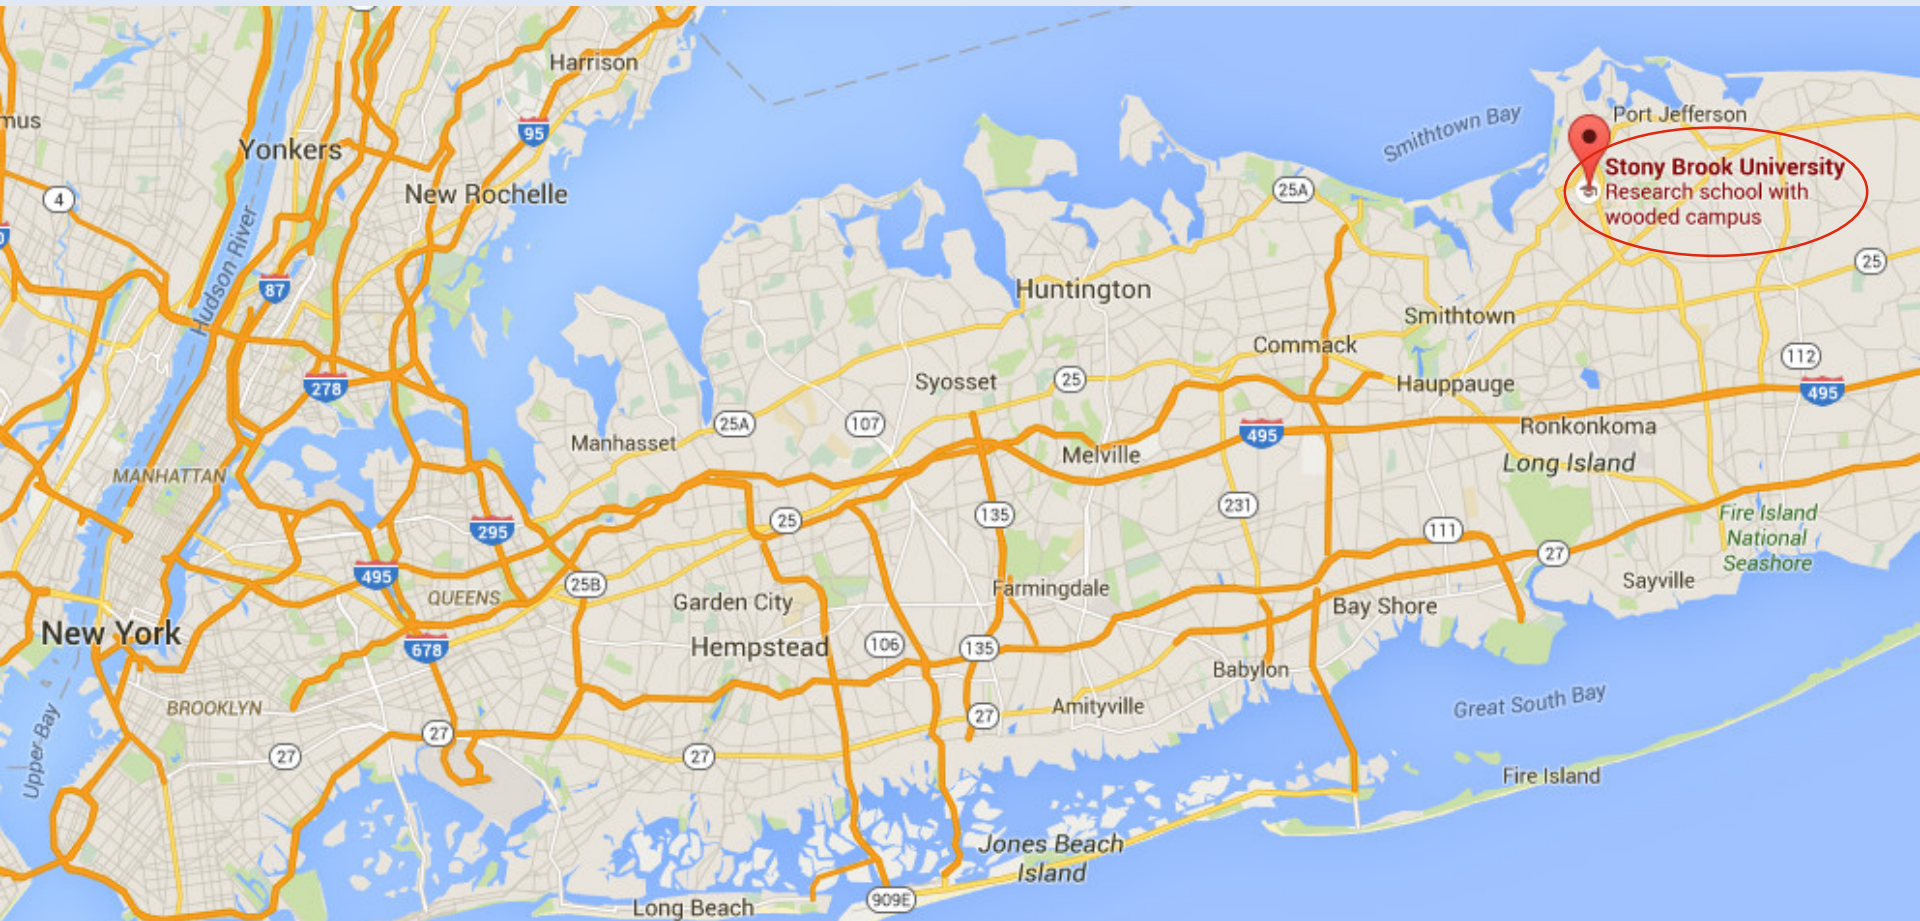 Harrison
95
mus
Yonkers
New Rochelle
4
Hudson River
87
278
MANHATTAN
295
495
QUEENS
New York
678
BROOKLYN
Upper Bay
27
27
27
25B
Manhasset
25A
107
Syosset
25
Huntington
25A
Smithtown Bay
Port Jefferson
Stony Brook University
Research school with
wooded campus
25
Smithtown
Commack
Hauppauge
112
495
495
Ronkonkoma
Long Island
Melville
25
135
231
111
27
Fire Island
National
Seashore
Sayville
Farmingdale
Garden City
Hempstead
106
135
Bay Shore
Babylon
Amityville
27
Great South Bay
Fire Island
Jones Beach
Island
909E
Long Beach